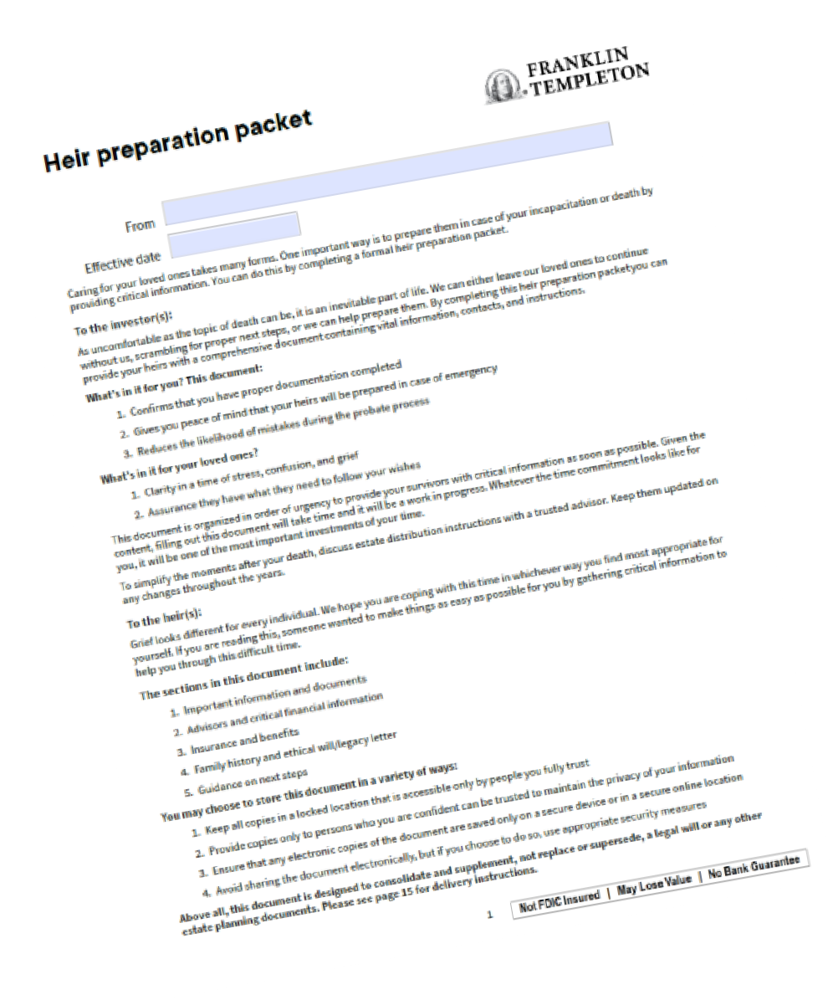 FRANKLIN
TEMPLETON
Heir preparation packet
From
Effective date
Caring for your loved ones takes many forms. One important way is to prepare them in case of your incapacitation or death by
providing critical information. You can do this by completing a formal heir preparation packet.
To the investor(s):
As uncomfortable as the topic of death can be, it is an inevitable part of life. We can either leave our loved ones to continue
without us, scrambling for proper next steps, or we can help prepare them. By completing this heir preparation packetyou can
provide your heirs with a comprehensive document containing vital information, contacts, and instructions.
What's in it for you? This document:
1. Confirms that you have proper documentation completed
2. Gives you peace of mind that your heirs will be prepared in case of emergency
3. Reduces the likelihood of mistakes during the probate process
What's in it for your loved ones?
1. Clarity in a time of stress, confusion, and grief
2. Assurance they have what they need to follow your wishes
This document is organized in order of urgency to provide your survivors with critical information as soon as possible. Given the
content, filling out this document will take time and it will be a work in progress. Whatever the time commitment looks like for
you, it will be one of the most important investments of your time.
To simplify the moments after your death, discuss estate distribution instructions with a trusted advisor. Keep them updated on
any changes throughout the years.
To the heir(s):
Grief looks different for every individual. We hope you are coping with this time in whichever way you find most appropriate for
yourself. If you are reading this, someone wanted to make things as easy as possible for you by gathering critical information to
help you through this difficult time.
The sections in this document include:
1. Important information and documents
2. Advisors and critical financial information
3. Insurance and benefits
4. Family history and ethical will/legacy letter
5. Guidance on next steps
You may choose to store this document in a variety of ways:
1. Keep all copies in a locked location that is accessible only by people you fully trust
2. Provide copies only to persons who you are confident can be trusted to maintain the privacy of your information
3. Ensure that any electronic copies of the document are saved only on a secure device or in a secure online location
4. Avoid sharing the document electronically, but if you choose to do so, use appropriate security measures
Above all, this document is designed to consolidate and supplement, not replace or supersede, a legal will or any other
estate planning documents. Please see page 15 for delivery instructions.
1
Not FDIC Insured | May Lose Value | No Bank Guarantee